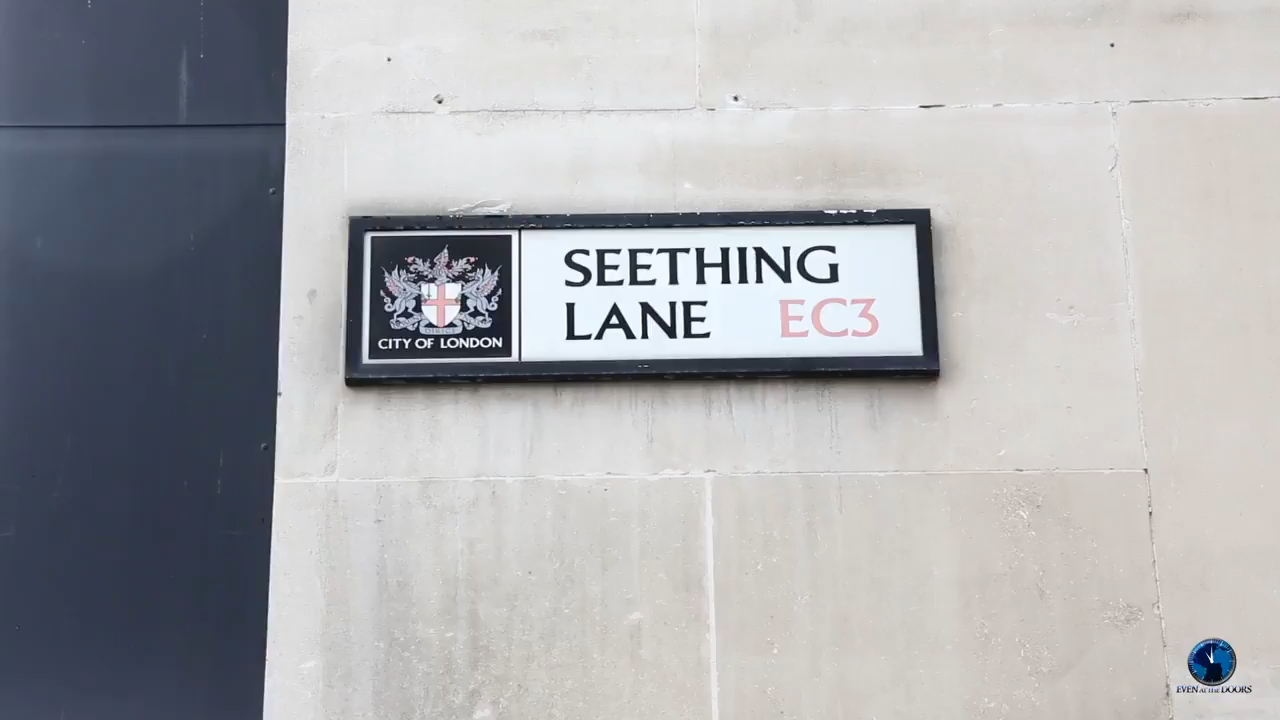 SEETHING
LANE EC3
CITY OF LONDON
EVEN AT THE DOORS